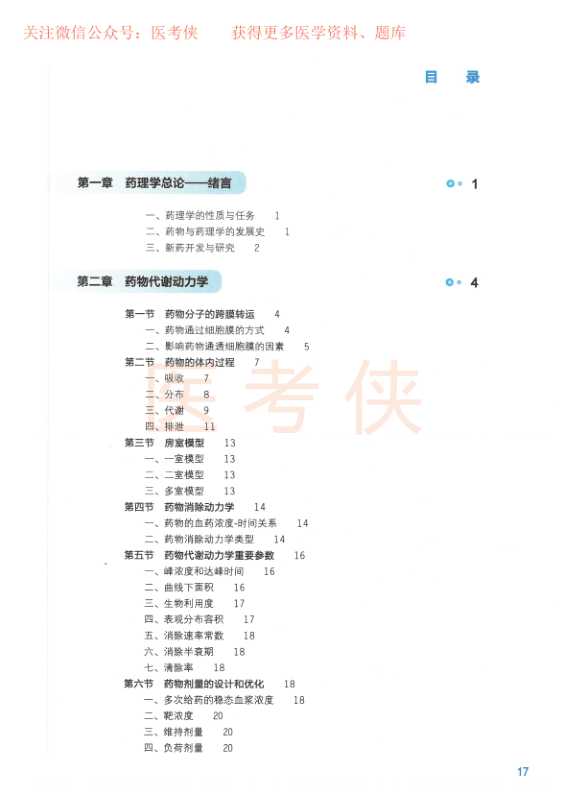 关注微信公众号：医考侠 获得更多医学资料、题库
目 录
第一章 药理学总论——绪言 1
一、药理学的性质与任务 1
二、药物与药理学的发展史 1
三、新药开发与研究 2
第二章 药物代谢动力学 4
第一节 药物分子的跨膜转运 4
一、药物通过细胞膜的方式 4
二、影响药物通透细胞膜的因素 5
第二节 药物的体内过程 7
一、吸收 7
二、分布 8
三、代谢 9
四、排泄 11
医考侠
第三节 房室模型 13
一、一室模型 13
二、二室模型 13
三、多室模型 13
第四节 药物消除动力学 14
一、药物的血药浓度-时间关系 14
二、药物消除动力学类型 14
第五节 药物代谢动力学重要参数 16
一、峰浓度和达峰时间 16
二、曲线下面积 16
三、生物利用度 17
四、表观分布容积 17
五、消除速率常数 18
六、消除半衰期 18
七、清除率 18
第六节 药物剂量的设计和优化 18
一、多次给药的稳态血浆浓度 18
二、靶浓度 20
三、维持剂量 20
四、负荷剂量 20
17